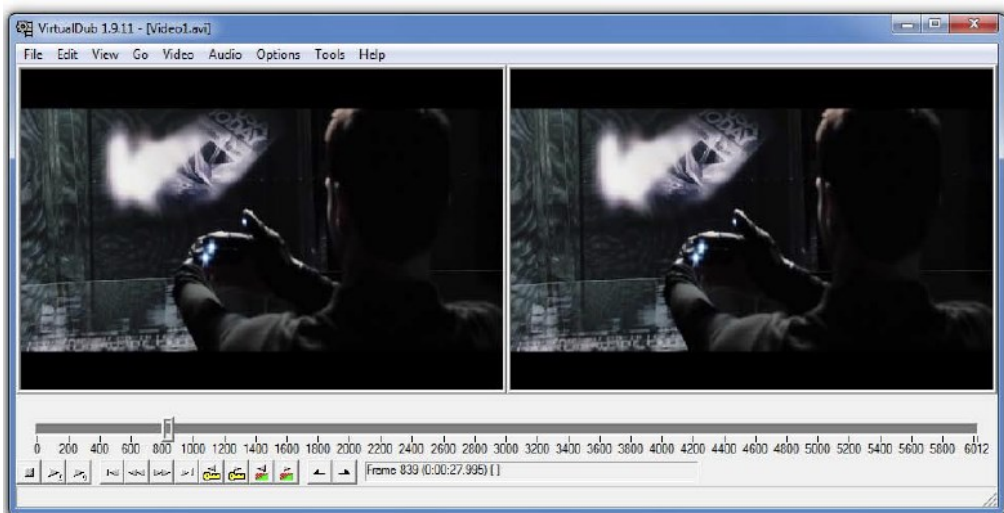 VirtualDub 1.9.11 - [Video1.avi]
File Edit View Go Video Audio Options Tools Help
TODAY
TODAY
0 200 400 600 800 1000 1200 1400 1600 1800 2000 2200 2400 2600 2800 3000 3200 3400 3600 3800 4000 4200 4400 4600 4800 5000 5200 5400 5600 5800 6012
Frame 839 (0:00:27.995) [ ]